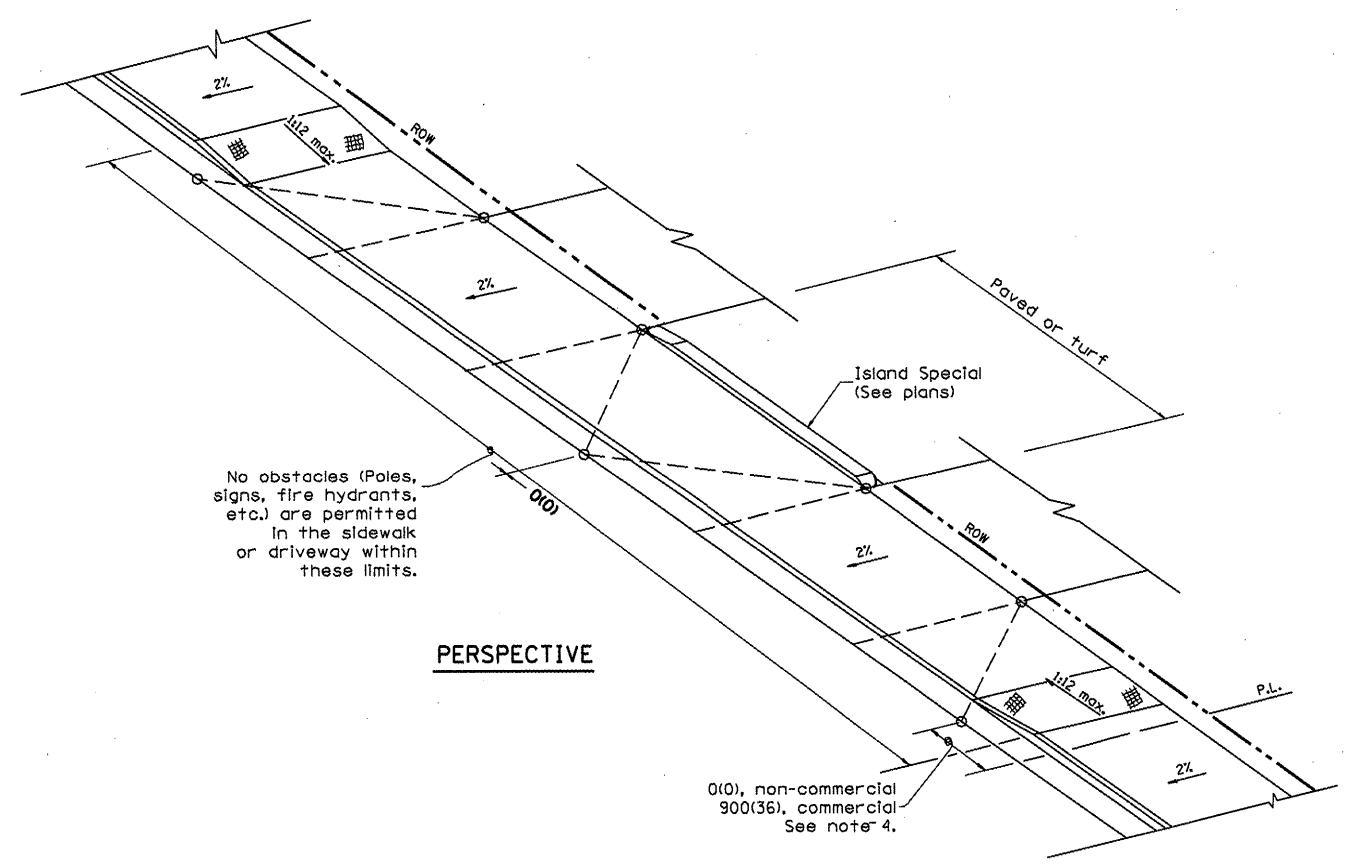 2%
1:12 max.
ROW
2%
Paved or turf
Island Special
(See plans)
No obstacles (Poles,
signs, fire hydrants,
etc.) are permitted
in the sidewalk
or driveway within
these limits.
0(0)
ROW
2%
PERSPECTIVE
1:12 max.
P.L.
2%
0(0), non-commercial
900(36), commercial
See note 4.